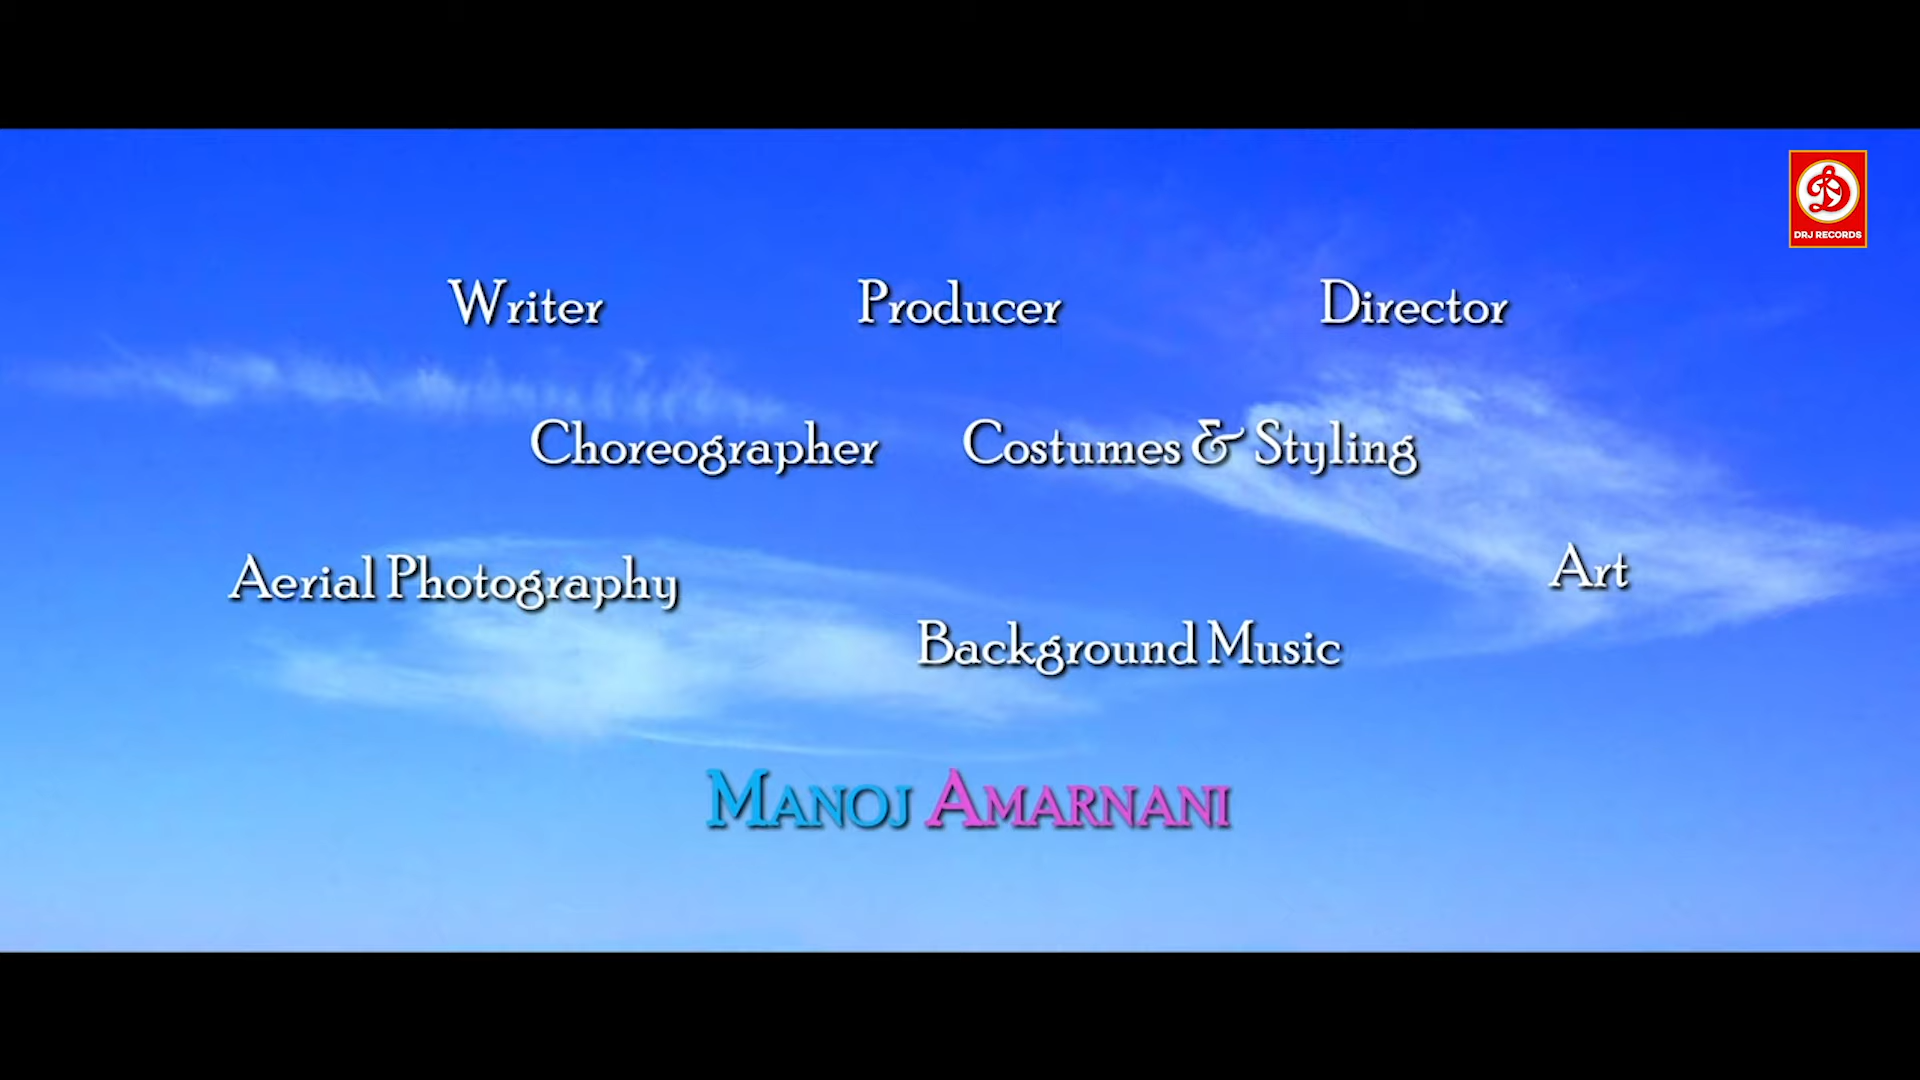 DRJ RECORDS
Writer Producer Director
Choreographer Costumes & Styling
Aerial Photography Art
Background Music
MANOJ AMARNANI